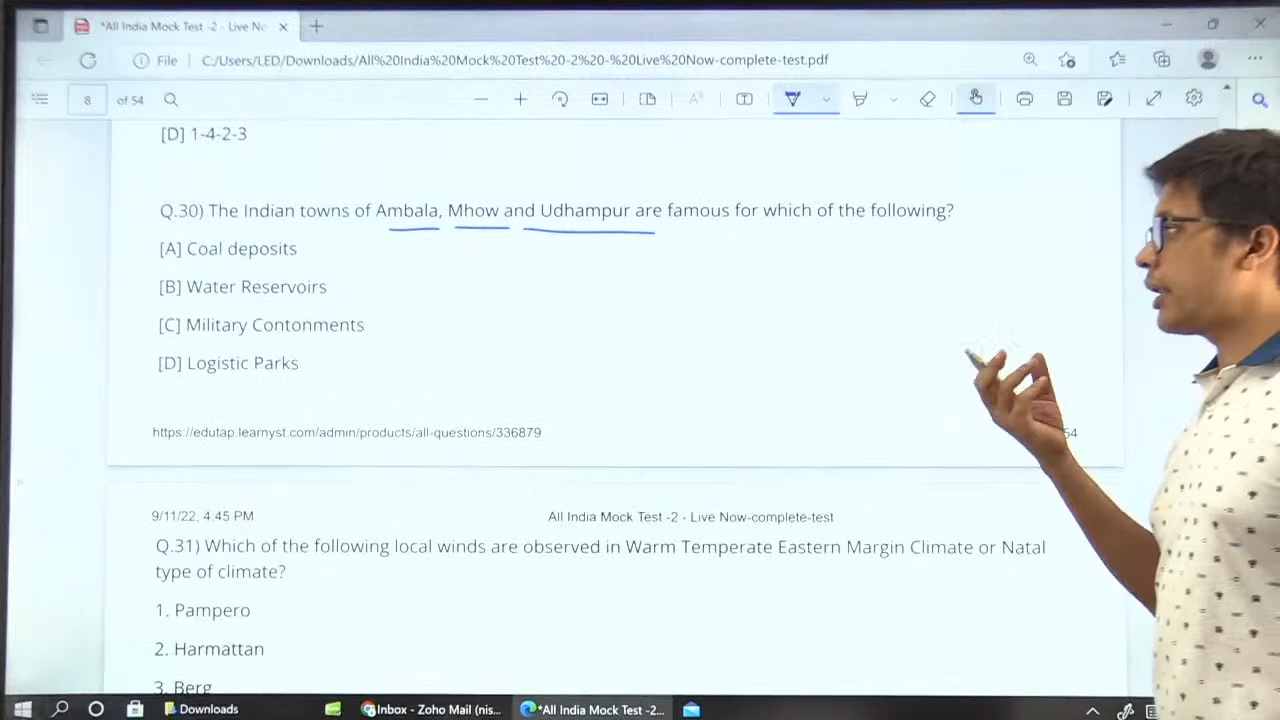 *All India Mock Test -2 - Live No
File
C:/Users/LED/Downloads/All%20India%20Mock%20Test%20-2%20-%20Live%20Now-complete-test.pdf
8 of 54
[D] 1-4-2-3
Q.30) The Indian towns of Ambala, Mhow and Udhampur are famous for which of the following?
[A] Coal deposits
[B] Water Reservoirs
[C] Military Contonments
[D] Logistic Parks
https://edutap.learnyst.com/admin/products/all-questions/336879
54
9/11/22, 4:45 PM
All India Mock Test -2 - Live Now-complete-test
Q.31) Which of the following local winds are observed in Warm Temperate Eastern Margin Climate or Natal
type of climate?
1. Pampero
2. Harmattan
3. Berg
Downloads
Inbox - Zoho Mail (nis...
*All India Mock Test -2...